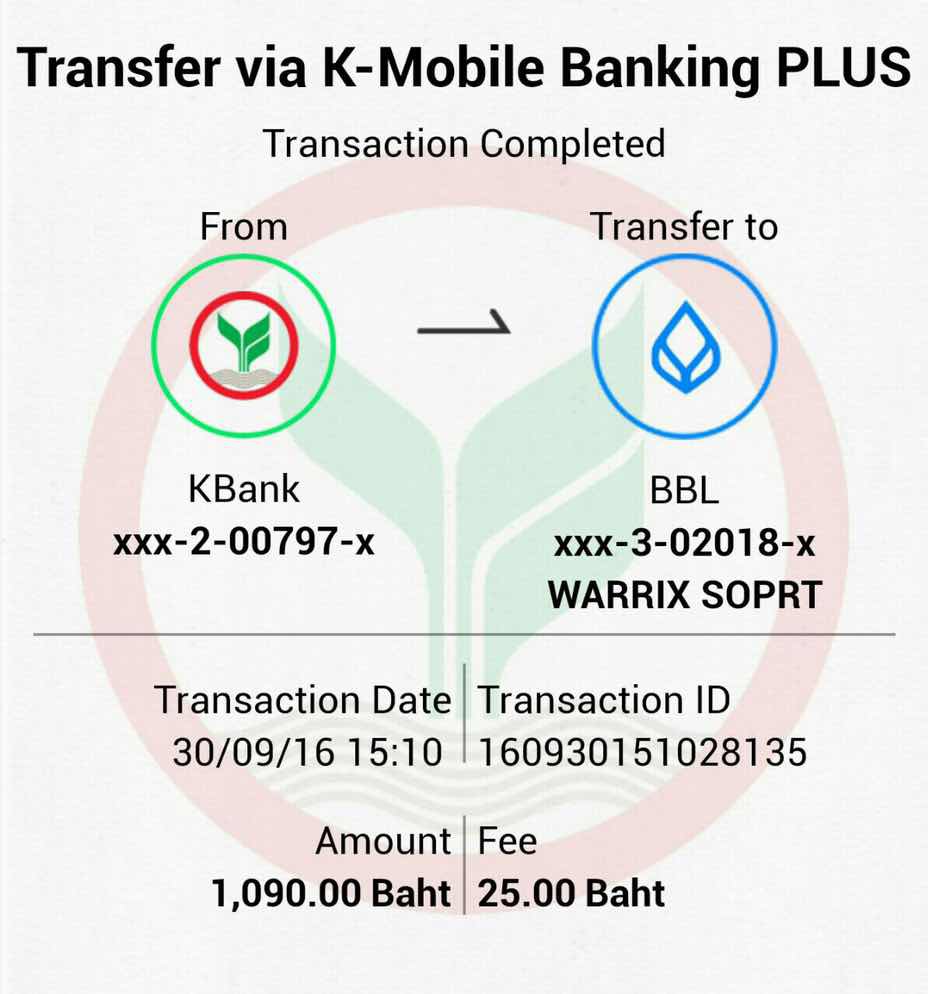 Transfer via K-Mobile Banking PLUS
Transaction Completed
From
Transfer to
KBank
xxx-2-00797-x
BBL
xxx-3-02018-x
WARRIX SOPRT
Transaction Date
30/09/16 15:10
Transaction ID
160930151028135
Amount
1,090.00 Baht
Fee
25.00 Baht